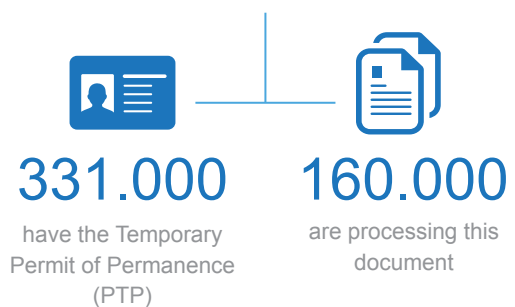 331.000
have the Temporary
Permit of Permanence
(PTP)
160.000
are processing this
document